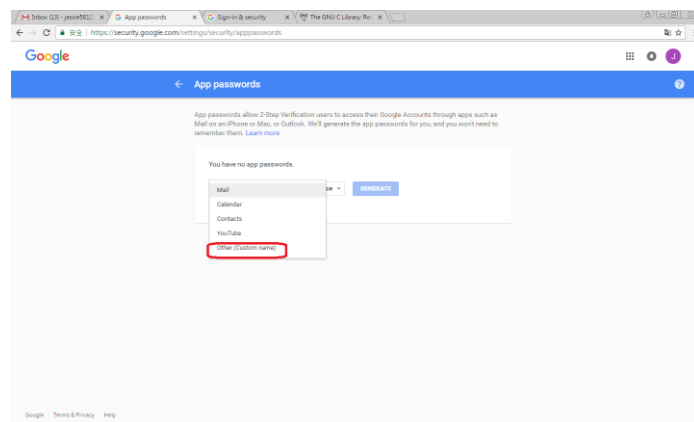 Inbox (13) - jessie5812
App passwords
Sign-in & security
The GNU C Library: Re
安全 | https://security.google.com/settings/security/apppasswords
Google
J
App passwords
?
App passwords allow 2-Step Verification users to access their Google Accounts through apps such as
Mail on an iPhone or Mac, or Outlook. We'll generate the app passwords for you, and you won't need to
remember them. Learn more
You have no app passwords.
Mail
GENERATE
Calendar
Contacts
YouTube
Other (Custom name)
Google Terms & Privacy Help